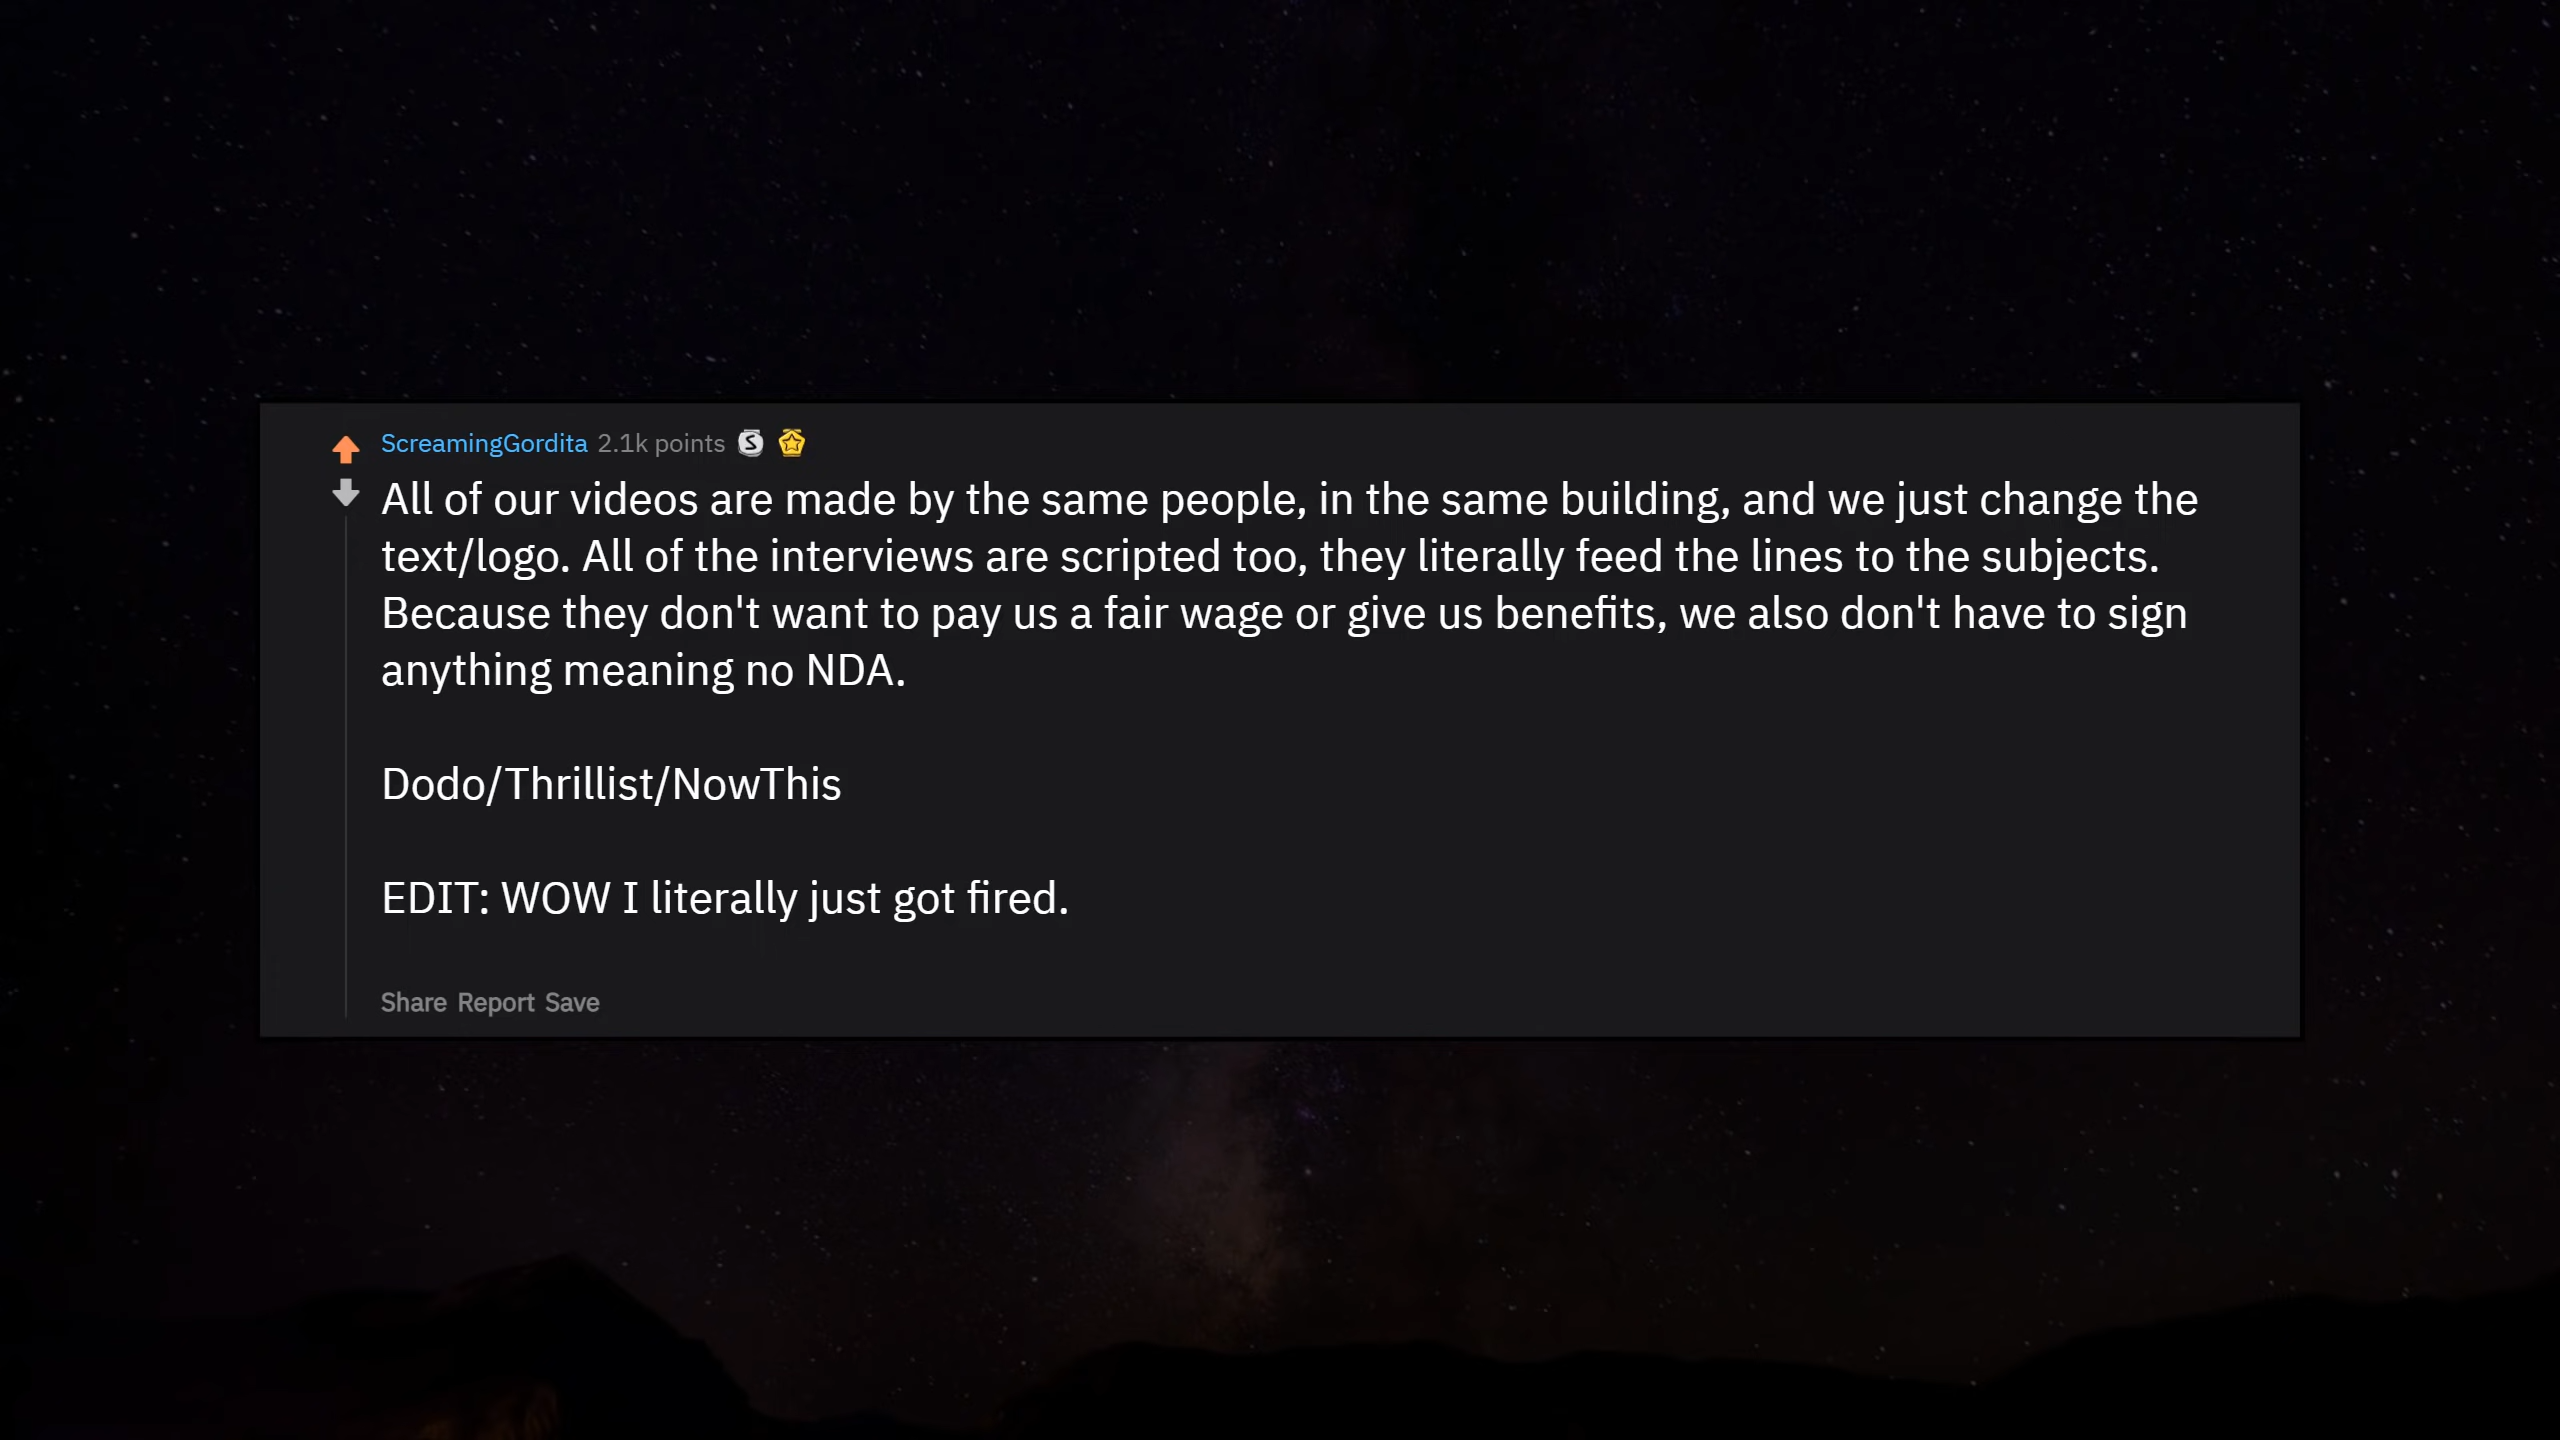 ScreamingGordita 2.1k points
All of our videos are made by the same people, in the same building, and we just change the
text/logo. All of the interviews are scripted too, they literally feed the lines to the subjects.
Because they don't want to pay us a fair wage or give us benefits, we also don't have to sign
anything meaning no NDA.
Dodo/Thrillist/NowThis
EDIT: WOW I literally just got fired.
Share Report Save